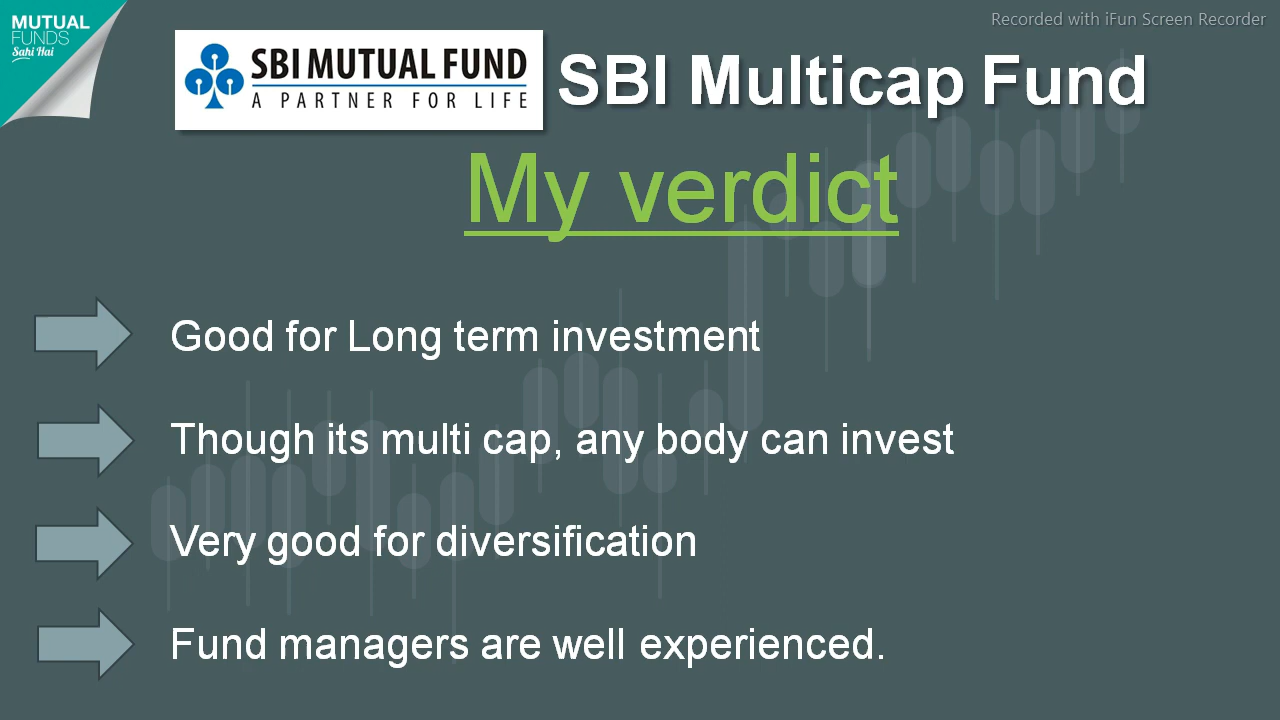 MUTUAL
FUNDS
Sahi Hai
Recorded with iFun Screen Recorder
SBI MUTUAL FUND
A PARTNER FOR LIFE
SBI Multicap Fund
My verdict
Good for Long term investment
Though its multi cap, any body can invest
Very good for diversification
Fund managers are well experienced.